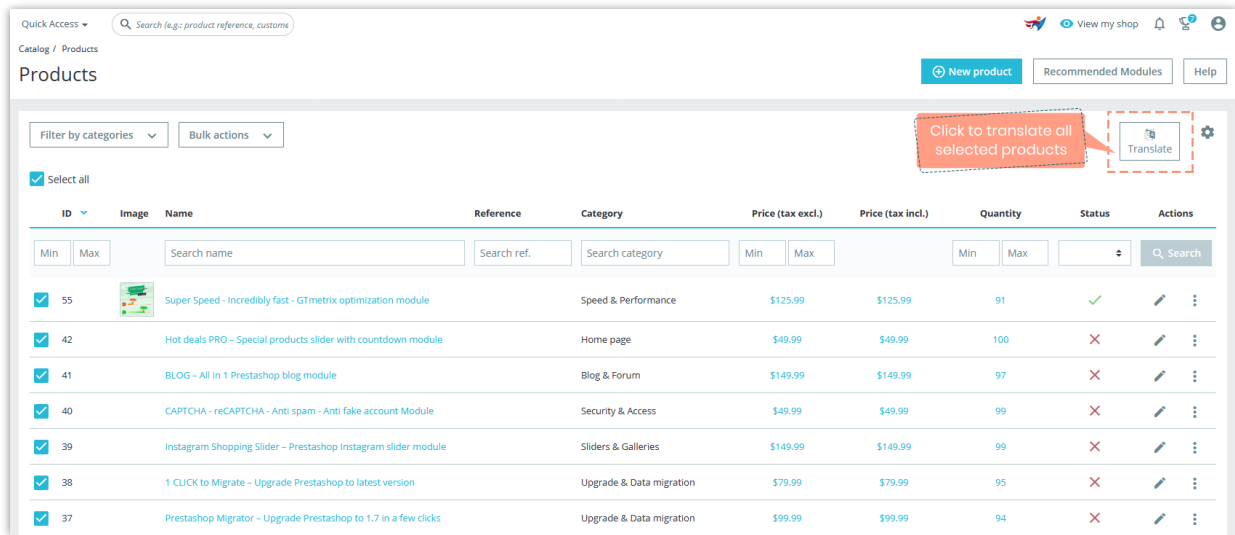 Quick Access
Search (e.g.: product reference, custome
View my shop
7
Catalog / Products
Products
New product
Recommended Modules
Help
Filter by categories
Bulk actions
Click to translate all
selected products
Translate
Select all
ID Image Name Reference Category Price (tax excl.) Price (tax incl.) Quantity Status Actions
Min Max Search name Search ref. Search category Min Max Min Max Search
55 Super Speed - Incredibly fast - GTmetrix optimization module Speed & Performance $125.99 $125.99 91
42 Hot deals PRO – Special products slider with countdown module Home page $49.99 $49.99 100
41 BLOG – All in 1 Prestashop blog module Blog & Forum $149.99 $149.99 97
40 CAPTCHA - reCAPTCHA - Anti spam - Anti fake account Module Security & Access $49.99 $49.99 99
39 Instagram Shopping Slider – Prestashop Instagram slider module Sliders & Galleries $149.99 $149.99 99
38 1 CLICK to Migrate – Upgrade Prestashop to latest version Upgrade & Data migration $79.99 $79.99 95
37 Prestashop Migrator – Upgrade Prestashop to 1.7 in a few clicks Upgrade & Data migration $99.99 $99.99 94